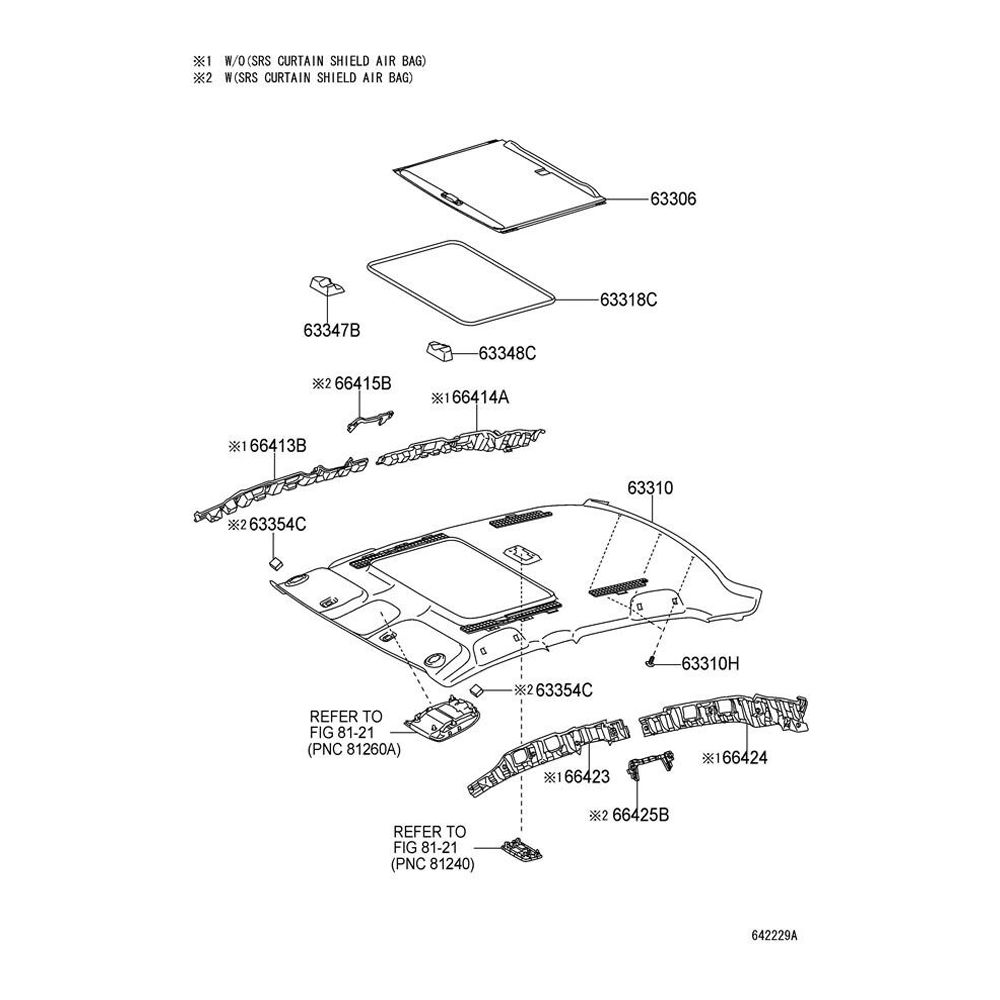 ※1 W/O(SRS CURTAIN SHIELD AIR BAG)
※2 W(SRS CURTAIN SHIELD AIR BAG)
63306
63318C
63347B
63348C
※2 66415B
※1 66414A
※1 66413B
63310
※2 63354C
63310H
※2 63354C
REFER TO
FIG 81-21
(PNC 81260A)
※1 66424
※1 66423
※2 66425B
REFER TO
FIG 81-21
(PNC 81240)
642229A